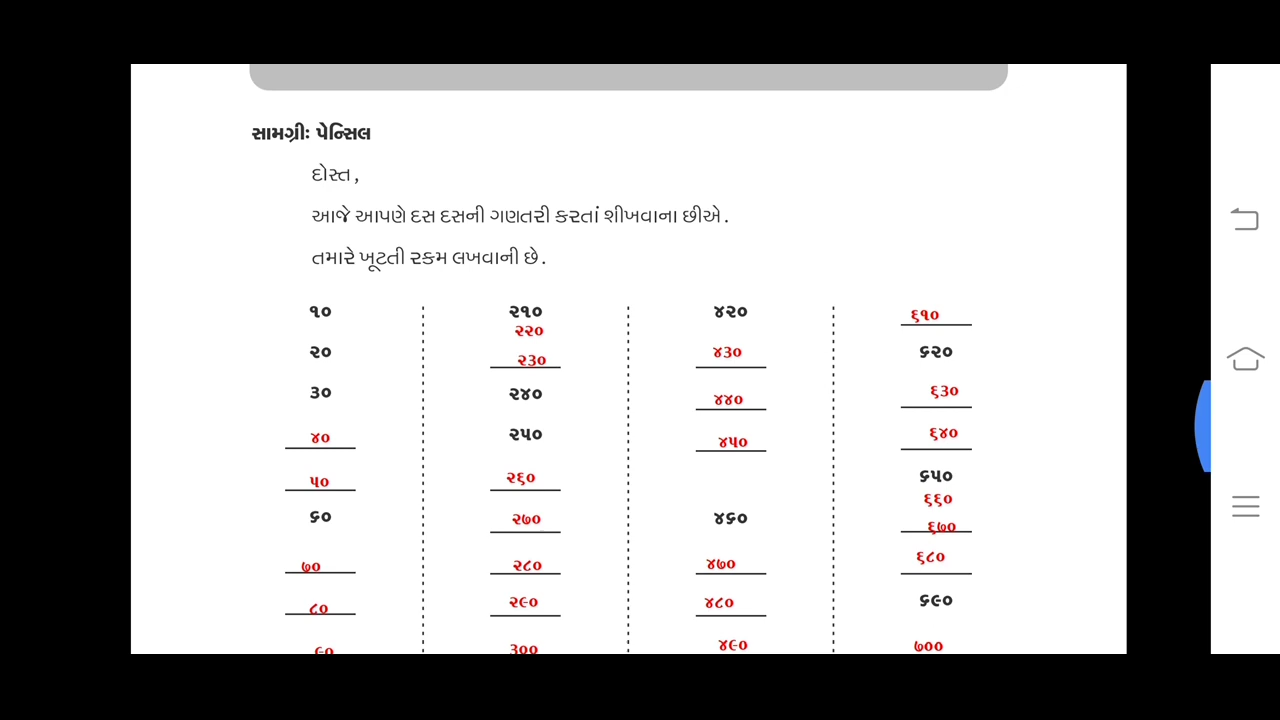 સામગ્રીઃ પેન્સિલ
દોસ્ત,
આજે આપણે દસ દસની ગણતરી કરતાં શીખવાના છીએ.
તમારે ખૂટતી રકમ લખવાની છે.
૧૦ ૨૧૦ ૪૨૦ ૬૧૦
૨૨૦
૨૦ ૨૩૦ ૪૩૦ ૬૨૦
૩૦ ૨૪૦ ૪૪૦ ૬૩૦
૪૦ ૨૫૦ ૪૫૦ ૬૪૦
૫૦ ૨૬૦ ૬૫૦
૬૬૦
૬૦ ૨૭૦ ૪૬૦ ૬૭૦
૭૦ ૨૮૦ ૪૭૦ ૬૮૦
૮૦ ૨૯૦ ૪૮૦ ૬૯૦
૯૦ ૩૦૦ ૪૯૦ ૭૦૦